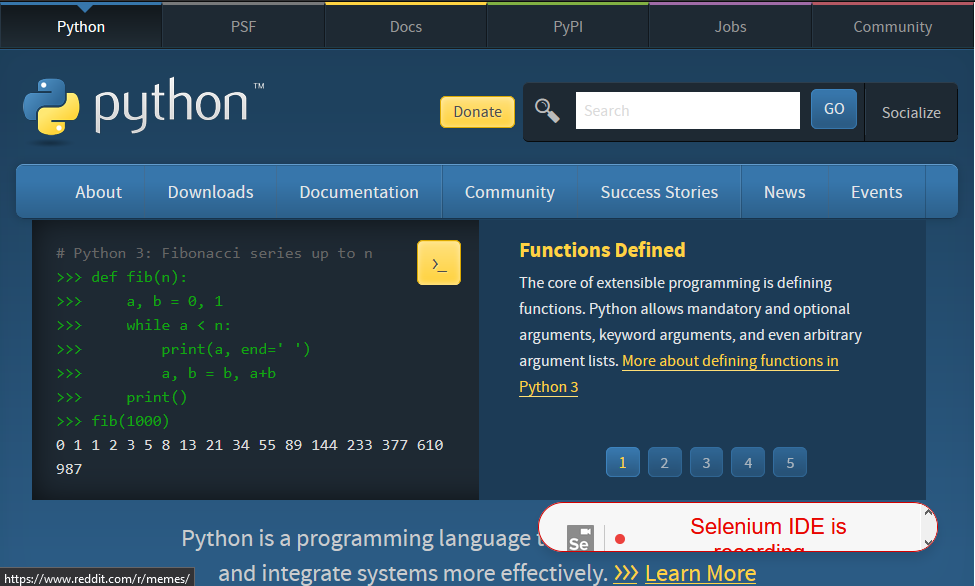 Python PSF Docs PyPI Jobs Community
python™
Donate Search GO Socialize
About Downloads Documentation Community Success Stories News Events
# Python 3: Fibonacci series up to n
>>> def fib(n):
>>>     a, b = 0, 1
>>>     while a < n:
>>>         print(a, end=' ')
>>>         a, b = b, a+b
>>>     print()
>>> fib(1000)
0 1 1 2 3 5 8 13 21 34 55 89 144 233 377 610
987
>_
Functions Defined
The core of extensible programming is defining
functions. Python allows mandatory and optional
arguments, keyword arguments, and even arbitrary
argument lists. More about defining functions in
Python 3
1 2 3 4 5
Python is a programming language
and integrate systems more effectively. >>> Learn More
Se
Selenium IDE is
recording
https://www.reddit.com/r/memes/